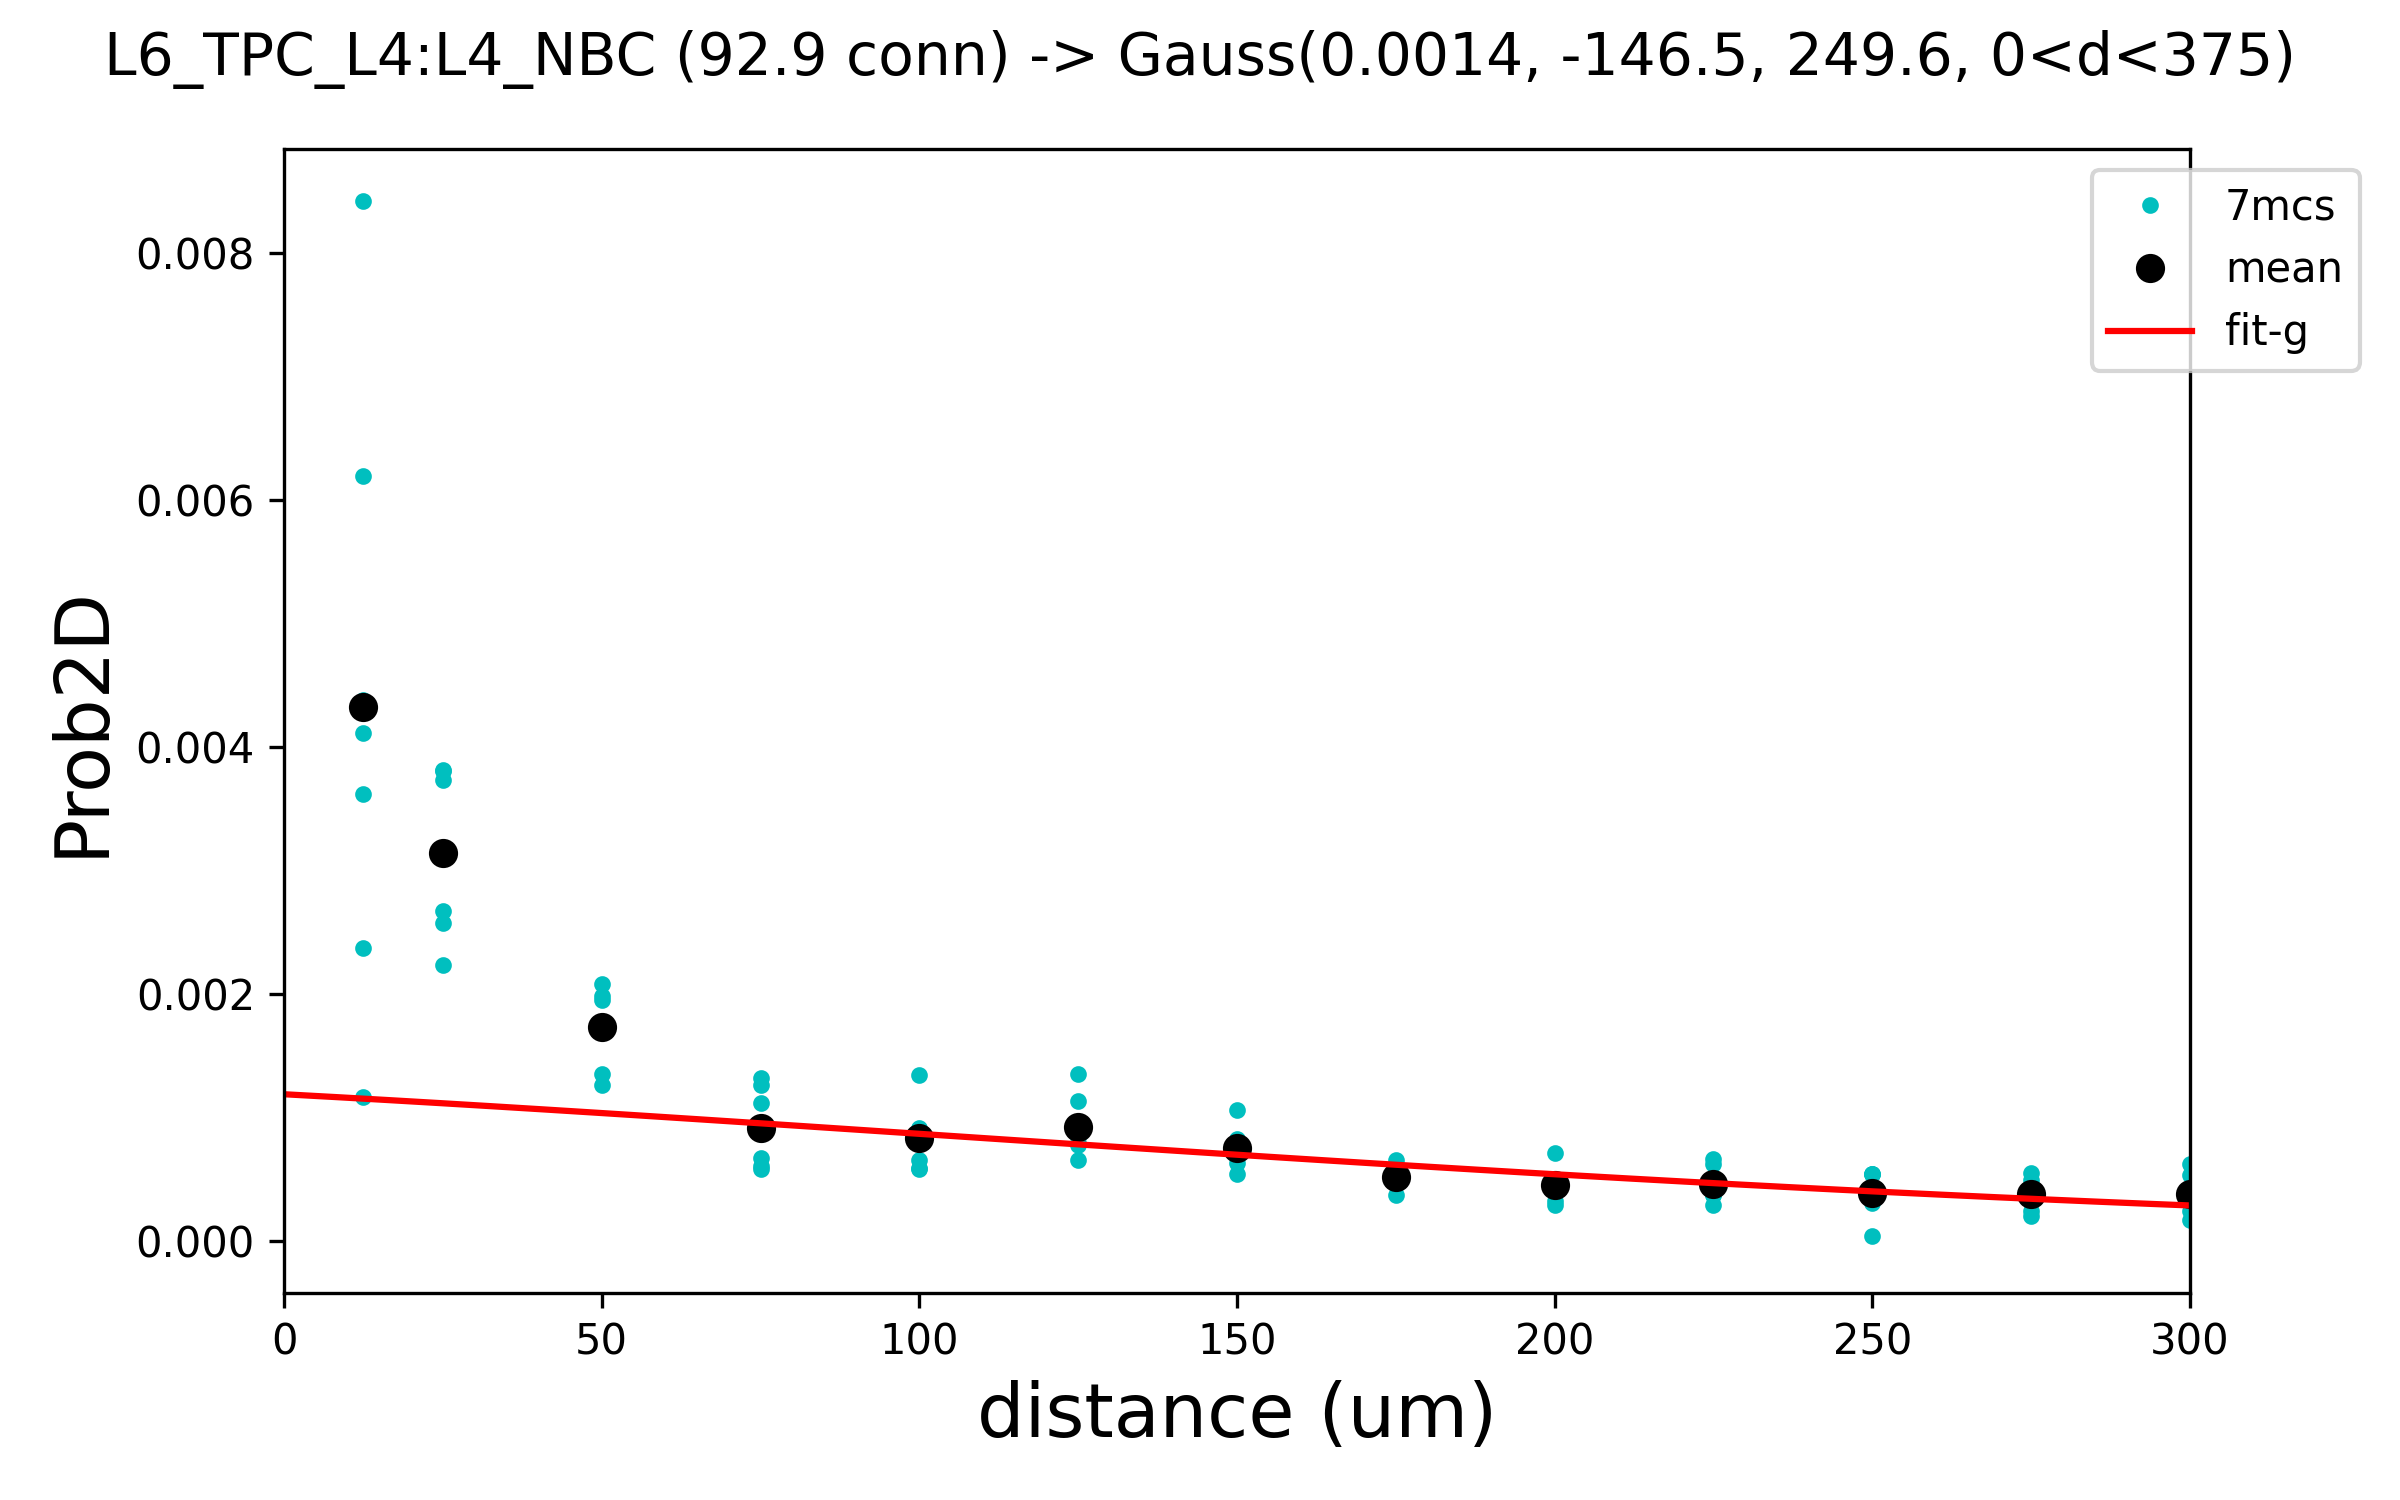 L6_TPC_L4:L4_NBC (92.9 conn) -> Gauss(0.0014, -146.5, 249.6, 0<d<375)
7mcs
mean
fit-g
Prob2D
0.008
0.006
0.004
0.002
0.000
0 50 100 150 200 250 300
distance (um)